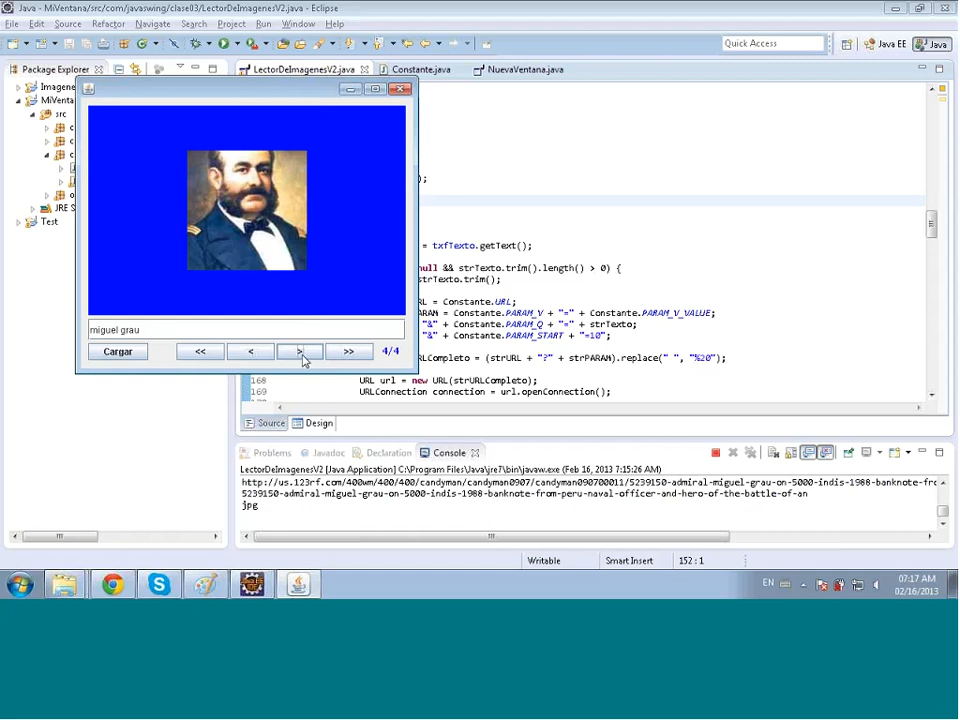 Java - MiVentana/src/com/javaswing/clase03/LectorDeImagenesV2.java - Eclipse
File Edit Source Refactor Navigate Search Project Run Window Help
Quick Access
Java EE
Java
Package Explorer
LectorDeImagenesV2.java
Constante.java
NuevaVentana.java
Imagene
MiVenta
src
c
c
c
JRE S
Test
);
= txfTexto.getText();
null && strTexto.trim().length() > 0) {
strTexto.trim();
RL = Constante.URL;
PARAM = Constante.PARAM_V + "=" + Constante.PARAM_V_VALUE;
"&" + Constante.PARAM_Q + "=" + strTexto;
"&" + Constante.PARAM_START + "=10";
RLCompleto = (strURL + "?" + strPARAM).replace(" ", "%20");
168 URL url = new URL(strURLCompleto);
169 URLConnection connection = url.openConnection();
miguel grau
Cargar << < > >> 4/4
Source Design
Problems Javadoc Declaration Console
LectorDeImagenesV2 [Java Application] C:\Program Files\Java\jre7\bin\javaw.exe (Feb 16, 2013 7:15:26 AM)
http://us.123rf.com/400wm/400/400/candyman/candyman0907/candyman090700011/5239150-admiral-miguel-grau-on-5000-indis-1988-banknote-fro
5239150-admiral-miguel-grau-on-5000-indis-1988-banknote-from-peru-naval-officer-and-hero-of-the-battle-of-an
jpg
Writable Smart Insert 152 : 1
EN
07:17 AM
02/16/2013